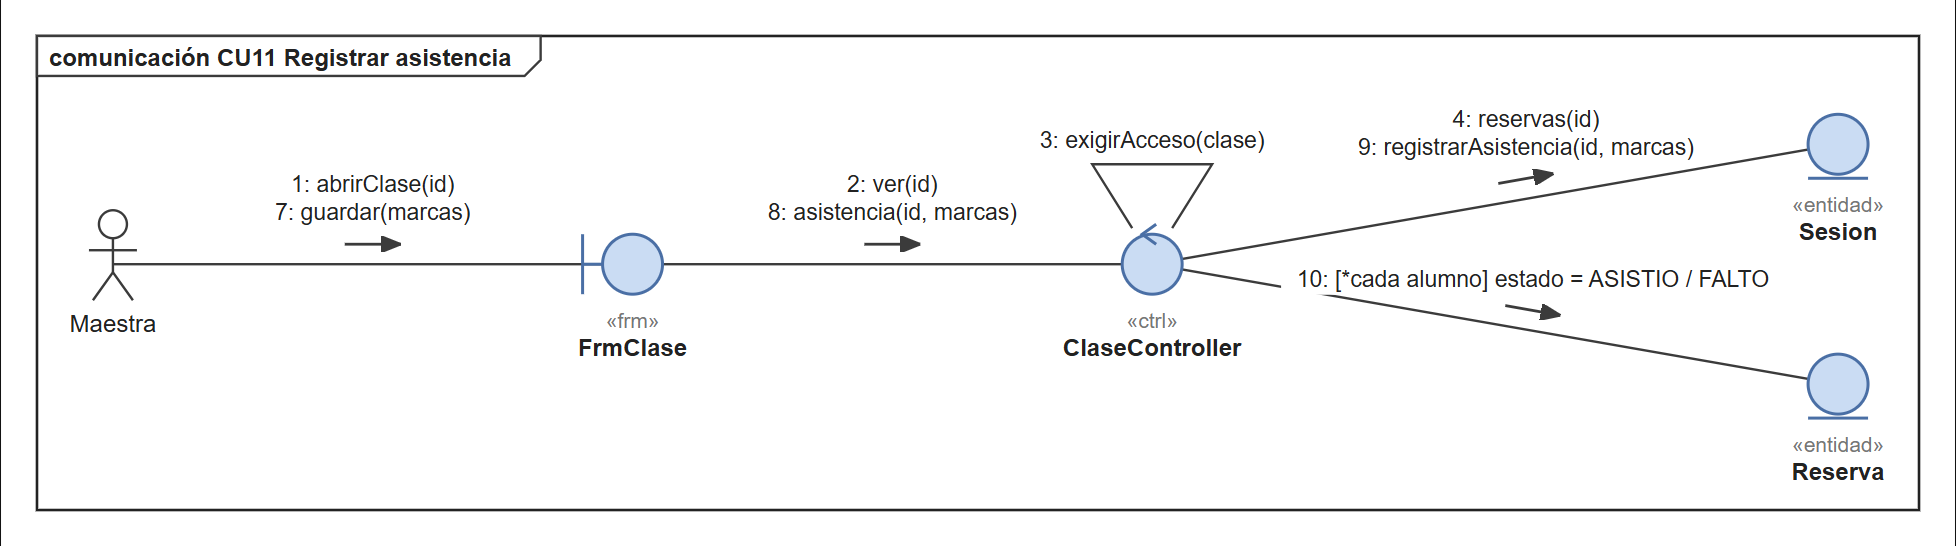 comunicación CU11 Registrar asistencia
1: abrirClase(id)
7: guardar(marcas)
2: ver(id)
8: asistencia(id, marcas)
3: exigirAcceso(clase)
4: reservas(id)
9: registrarAsistencia(id, marcas)
10: [*cada alumno] estado = ASISTIO / FALTO
Maestra
«frm»
FrmClase
«ctrl»
ClaseController
«entidad»
Sesion
«entidad»
Reserva